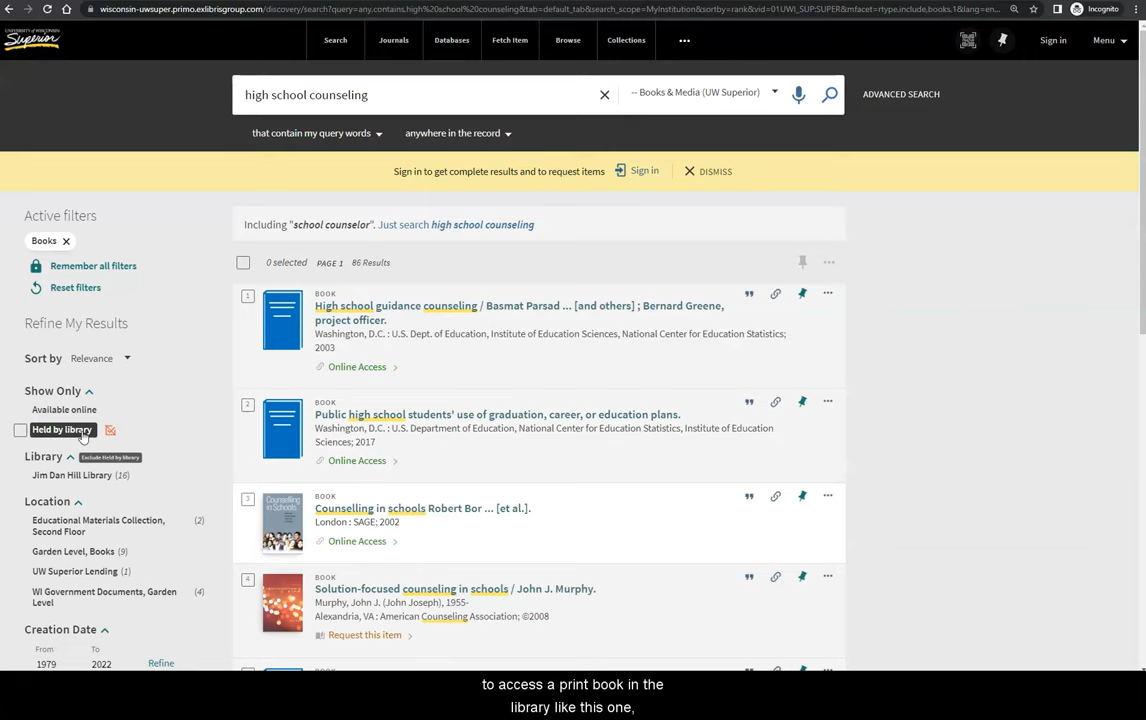 wisconsin-uwsuper.primo.exlibrisgroup.com/discovery/search?query=any,contains,high%20school%20counseling&tab=default_tab&search_scope=MyInstitution&sortby=rank&vid=01UWI_SUP:SUPER&mfacet=rtype,include,books,1&lang=en...
Incognito
UNIVERSITY OF WISCONSIN
Superior
Search
Journals
Databases
Fetch Item
Browse
Collections
Sign in
Menu
high school counseling
-- Books & Media (UW Superior)
ADVANCED SEARCH
that contain my query words
anywhere in the record
Sign in to get complete results and to request items
Sign in
DISMISS
Active filters
Books
Remember all filters
Reset filters
Refine My Results
Sort by Relevance
Show Only
Available online
Held by library
Exclude Held by library
Library
Jim Dan Hill Library (16)
Location
Educational Materials Collection, (2)
Second Floor
Garden Level, Books (9)
UW Superior Lending (1)
WI Government Documents, Garden (4)
Level
Creation Date
From To
1979 2022 Refine
Including "school counselor". Just search high school counseling
0 selected PAGE 1 86 Results
1
BOOK
High school guidance counseling / Basmat Parsad ... [and others] ; Bernard Greene,
project officer.
Washington, D.C. : U.S. Dept. of Education, Institute of Education Sciences, National Center for Education Statistics;
2003
Online Access
2
BOOK
Public high school students' use of graduation, career, or education plans.
Washington, D.C. : U.S. Department of Education, National Center for Education Statistics, Institute of Education
Sciences; 2017
Online Access
3
Counselling
in Schools
BOOK
Counselling in schools Robert Bor ... [et al.].
London : SAGE; 2002
Online Access
4
BOOK
Solution-focused counseling in schools / John J. Murphy.
Murphy, John J. (John Joseph), 1955-
Alexandria, VA : American Counseling Association; ©2008
Request this item
to access a print book in the
library like this one,